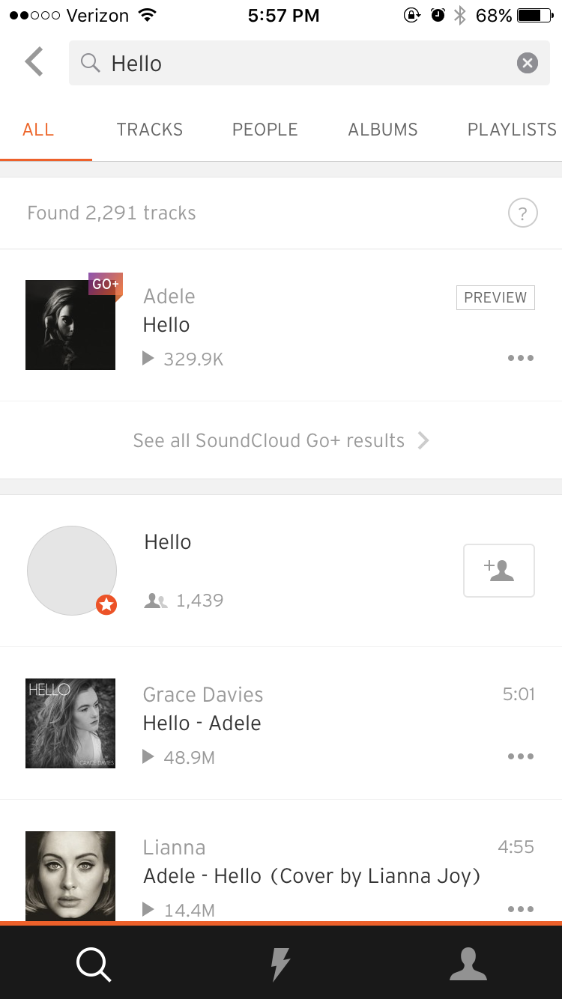 Verizon 5:57 PM 68%
Hello
ALL TRACKS PEOPLE ALBUMS PLAYLISTS
Found 2,291 tracks ?
GO+
Adele PREVIEW
Hello
329.9K
See all SoundCloud Go+ results
Hello
1,439
HELLO
GRACE DAVIES
Grace Davies 5:01
Hello - Adele
48.9M
Lianna 4:55
Adele - Hello (Cover by Lianna Joy)
14.4M